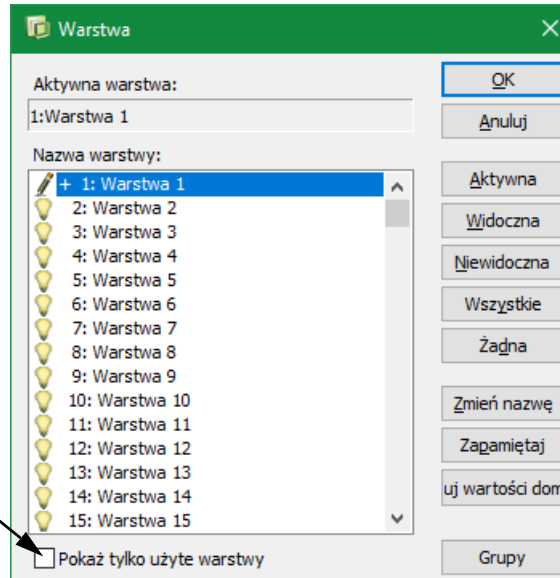 Warstwa
Aktywna warstwa:
1:Warstwa 1
Nazwa warstwy:
+ 1: Warstwa 1
2: Warstwa 2
3: Warstwa 3
4: Warstwa 4
5: Warstwa 5
6: Warstwa 6
7: Warstwa 7
8: Warstwa 8
9: Warstwa 9
10: Warstwa 10
11: Warstwa 11
12: Warstwa 12
13: Warstwa 13
14: Warstwa 14
15: Warstwa 15
Pokaż tylko użyte warstwy
OK
Anuluj
Aktywna
Widoczna
Niewidoczna
Wszystkie
Żadna
Zmień nazwę
Zapamiętaj
uj wartości dom
Grupy